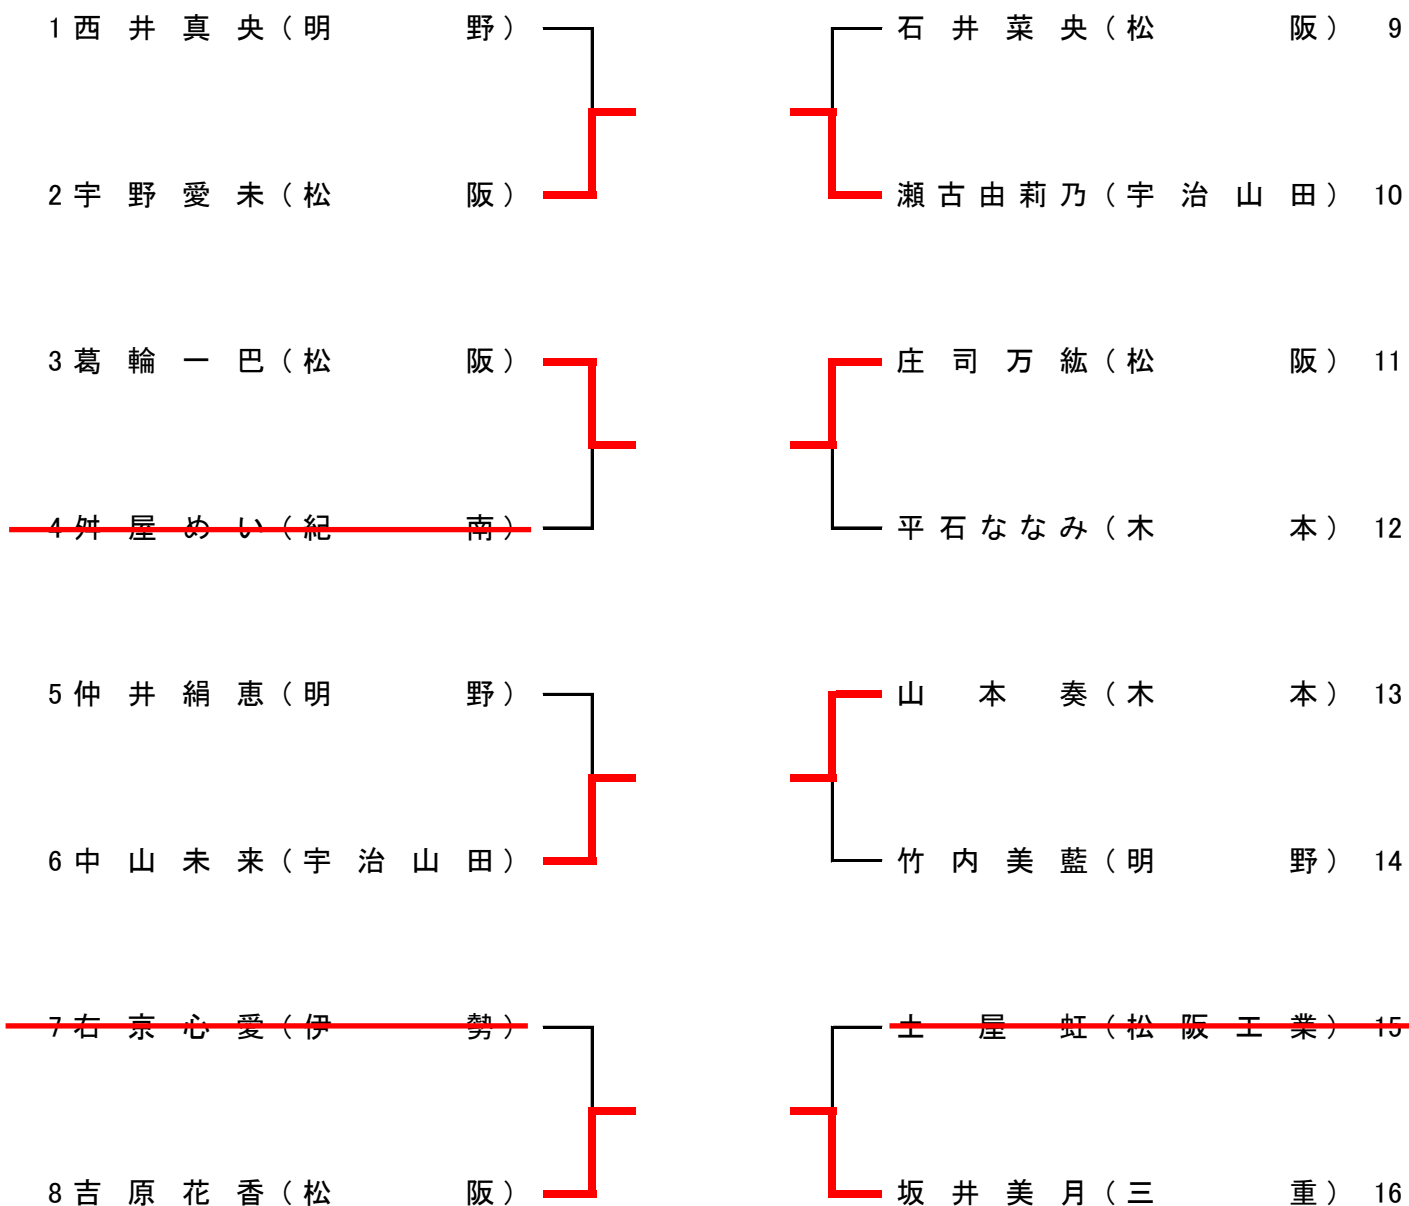 1 西井真央（明野）
2 宇野愛未（松阪）
3 葛輪一巴（松阪）
4 舛屋めい（紀南）
5 仲井絹恵（明野）
6 中山未来（宇治山田）
7 右京心愛（伊勢）
8 吉原花香（松阪）
石井菜央（松阪） 9
瀬古由莉乃（宇治山田） 10
庄司万紘（松阪） 11
平石ななみ（木本） 12
山本奏（木本） 13
竹内美藍（明野） 14
土屋虹（松阪工業） 15
坂井美月（三重） 16